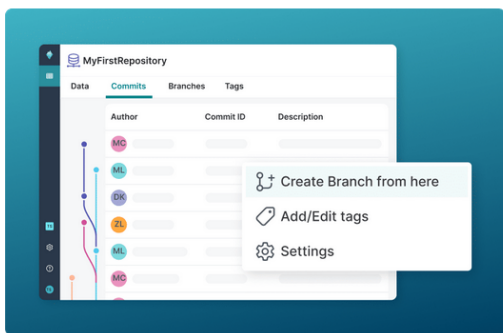 MyFirstRepository
Data Commits Branches Tags
Author Commit ID Description
MC
ML
DK
ZL
ML
MC
Create Branch from here
Add/Edit tags
Settings